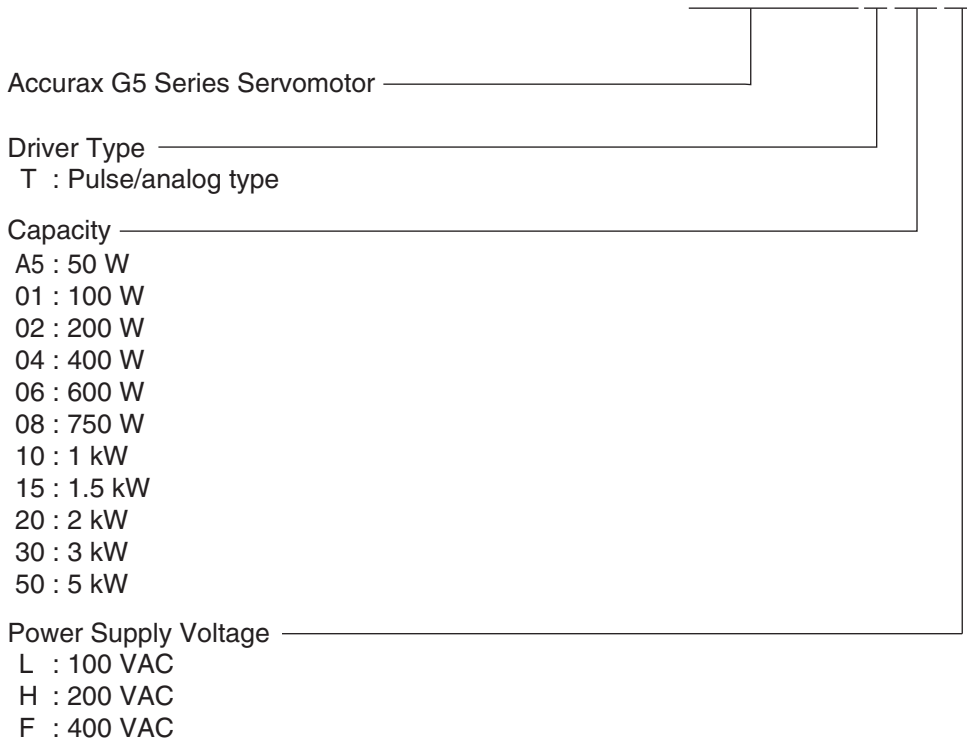 Accurax G5 Series Servomotor
Driver Type
T : Pulse/analog type
Capacity
A5 : 50 W
01 : 100 W
02 : 200 W
04 : 400 W
06 : 600 W
08 : 750 W
10 : 1 kW
15 : 1.5 kW
20 : 2 kW
30 : 3 kW
50 : 5 kW
Power Supply Voltage
L : 100 VAC
H : 200 VAC
F : 400 VAC